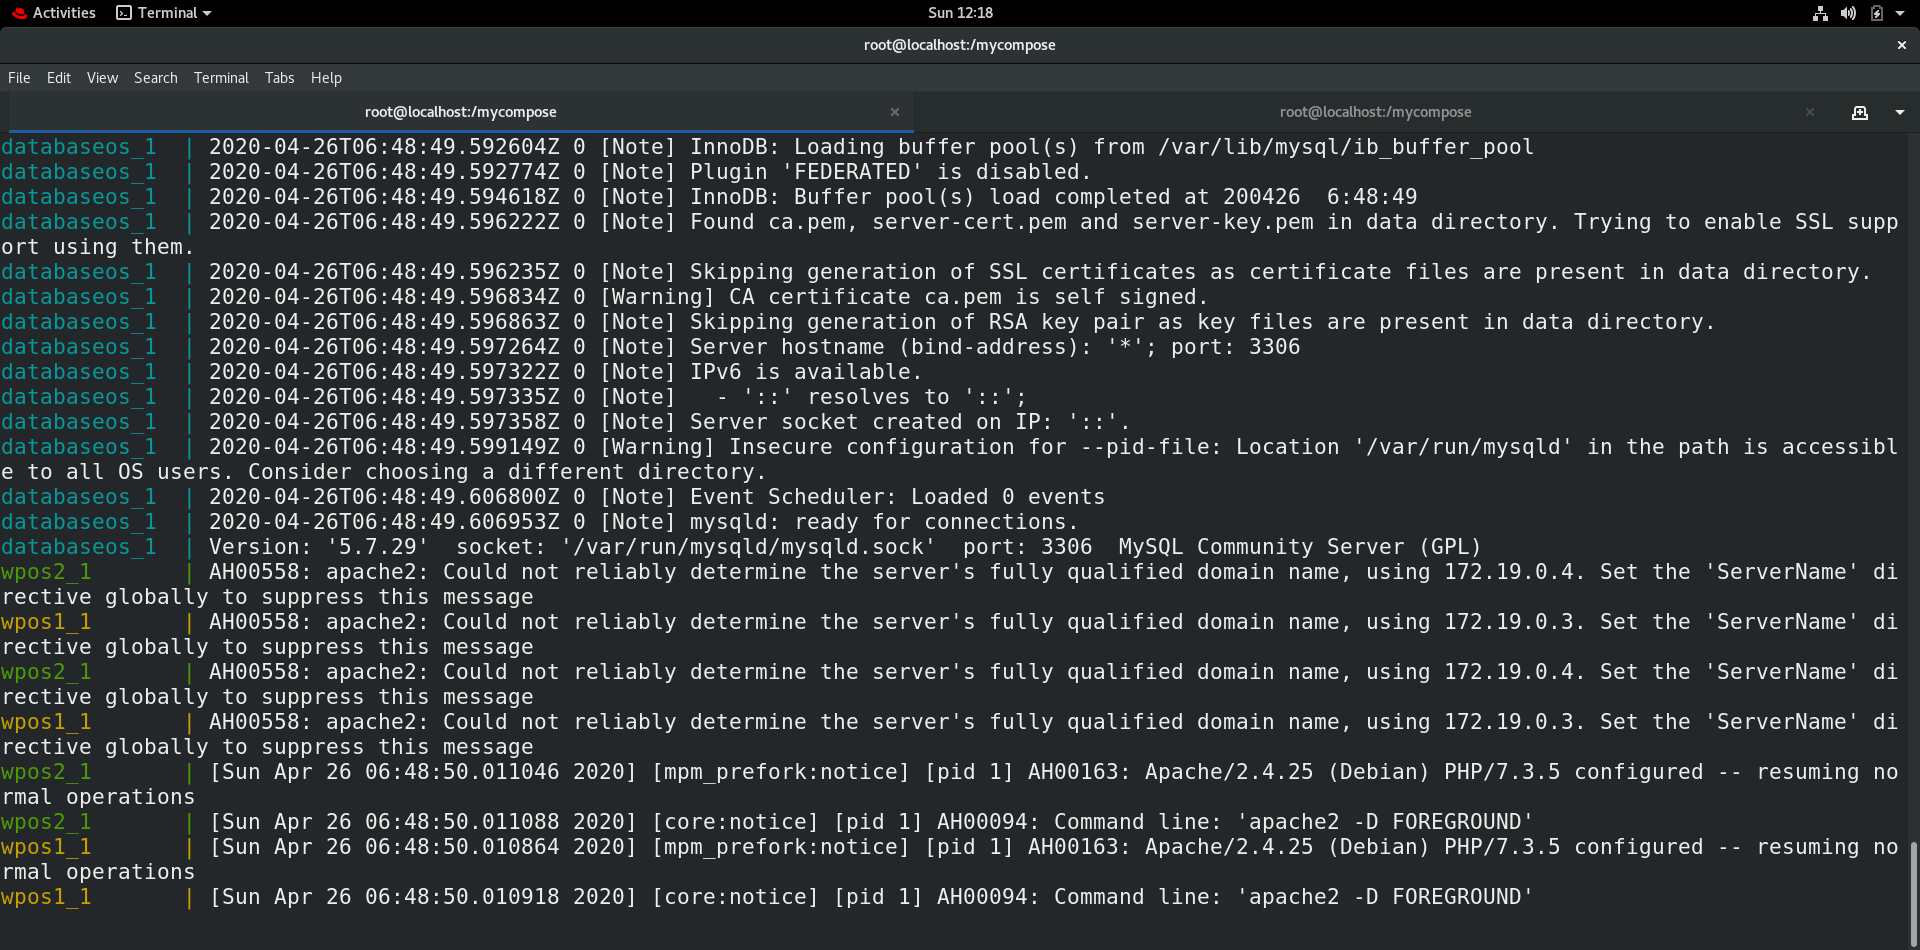 Activities Terminal Sun 12:18
root@localhost:/mycompose ×
File Edit View Search Terminal Tabs Help
root@localhost:/mycompose × root@localhost:/mycompose ×
databaseos_1  | 2020-04-26T06:48:49.592604Z 0 [Note] InnoDB: Loading buffer pool(s) from /var/lib/mysql/ib_buffer_pool
databaseos_1  | 2020-04-26T06:48:49.592774Z 0 [Note] Plugin 'FEDERATED' is disabled.
databaseos_1  | 2020-04-26T06:48:49.594618Z 0 [Note] InnoDB: Buffer pool(s) load completed at 200426  6:48:49
databaseos_1  | 2020-04-26T06:48:49.596222Z 0 [Note] Found ca.pem, server-cert.pem and server-key.pem in data directory. Trying to enable SSL supp
ort using them.
databaseos_1  | 2020-04-26T06:48:49.596235Z 0 [Note] Skipping generation of SSL certificates as certificate files are present in data directory.
databaseos_1  | 2020-04-26T06:48:49.596834Z 0 [Warning] CA certificate ca.pem is self signed.
databaseos_1  | 2020-04-26T06:48:49.596863Z 0 [Note] Skipping generation of RSA key pair as key files are present in data directory.
databaseos_1  | 2020-04-26T06:48:49.597264Z 0 [Note] Server hostname (bind-address): '*'; port: 3306
databaseos_1  | 2020-04-26T06:48:49.597322Z 0 [Note] IPv6 is available.
databaseos_1  | 2020-04-26T06:48:49.597335Z 0 [Note]   - '::' resolves to '::';
databaseos_1  | 2020-04-26T06:48:49.597358Z 0 [Note] Server socket created on IP: '::'.
databaseos_1  | 2020-04-26T06:48:49.599149Z 0 [Warning] Insecure configuration for --pid-file: Location '/var/run/mysqld' in the path is accessibl
e to all OS users. Consider choosing a different directory.
databaseos_1  | 2020-04-26T06:48:49.606800Z 0 [Note] Event Scheduler: Loaded 0 events
databaseos_1  | 2020-04-26T06:48:49.606953Z 0 [Note] mysqld: ready for connections.
databaseos_1  | Version: '5.7.29'  socket: '/var/run/mysqld/mysqld.sock'  port: 3306  MySQL Community Server (GPL)
wpos2_1       | AH00558: apache2: Could not reliably determine the server's fully qualified domain name, using 172.19.0.4. Set the 'ServerName' di
rective globally to suppress this message
wpos1_1       | AH00558: apache2: Could not reliably determine the server's fully qualified domain name, using 172.19.0.3. Set the 'ServerName' di
rective globally to suppress this message
wpos2_1       | AH00558: apache2: Could not reliably determine the server's fully qualified domain name, using 172.19.0.4. Set the 'ServerName' di
rective globally to suppress this message
wpos1_1       | AH00558: apache2: Could not reliably determine the server's fully qualified domain name, using 172.19.0.3. Set the 'ServerName' di
rective globally to suppress this message
wpos2_1       | [Sun Apr 26 06:48:50.011046 2020] [mpm_prefork:notice] [pid 1] AH00163: Apache/2.4.25 (Debian) PHP/7.3.5 configured -- resuming no
rmal operations
wpos2_1       | [Sun Apr 26 06:48:50.011088 2020] [core:notice] [pid 1] AH00094: Command line: 'apache2 -D FOREGROUND'
wpos1_1       | [Sun Apr 26 06:48:50.010864 2020] [mpm_prefork:notice] [pid 1] AH00163: Apache/2.4.25 (Debian) PHP/7.3.5 configured -- resuming no
rmal operations
wpos1_1       | [Sun Apr 26 06:48:50.010918 2020] [core:notice] [pid 1] AH00094: Command line: 'apache2 -D FOREGROUND'